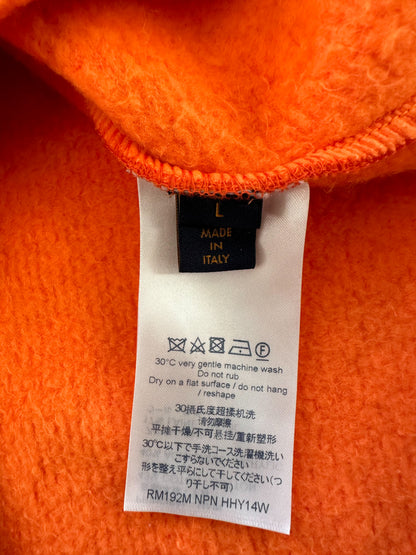 L
MADE
IN
ITALY
F
30°C very gentle machine wash
Do not rub
Dry on a flat surface / do not hang
/ reshape
30摄氏度超揉机洗
请勿摩擦
平摊干燥/不可悬挂/重新塑形
30℃以下で手洗コース洗濯機洗い
こすらないでください
形を整え平らにして干してください(つ
り干し不可)
RM192M NPN HHY14W